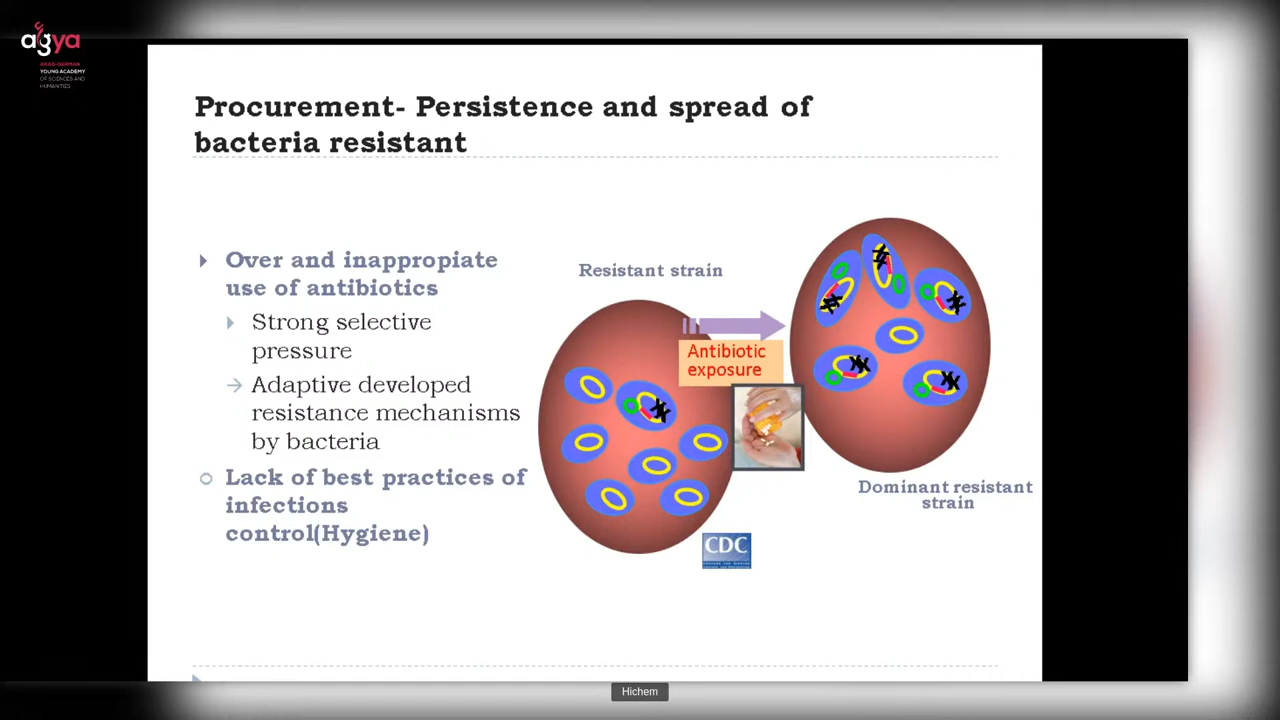 agya
ARAB-GERMAN
YOUNG ACADEMY
OF SCIENCES AND
HUMANITIES
Procurement- Persistence and spread of
bacteria resistant
Over and inappropiate
use of antibiotics
Strong selective
pressure
Adaptive developed
resistance mechanisms
by bacteria
Lack of best practices of
infections
control(Hygiene)
Resistant strain
Antibiotic
exposure
Dominant resistant
strain
CDC
Hichem